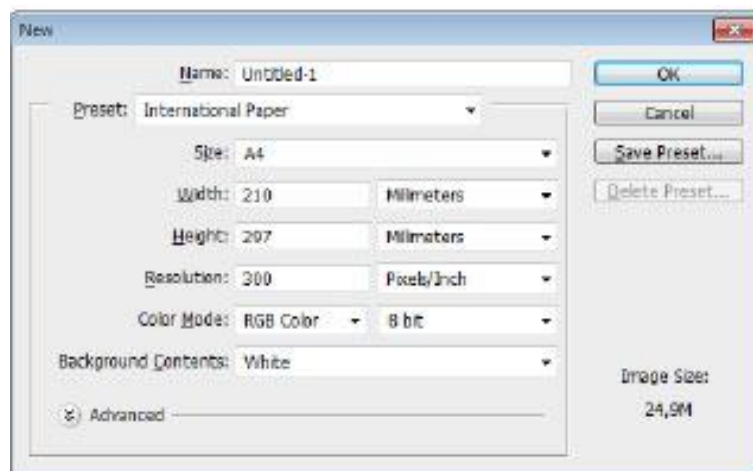 New
Name: Untitled-1
OK
Preset: International Paper
Cancel
Size: A4
Save Preset...
Width: 210 Millimeters
Delete Preset...
Height: 297 Millimeters
Resolution: 300 Pixels/Inch
Color Mode: RGB Color 8 bit
Background Contents: White
Image Size:
Advanced
24,9M